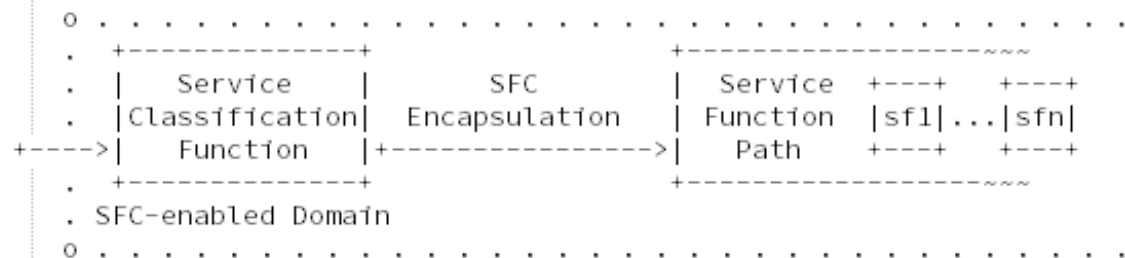 o . . . . . . . . . . . . . . . . . . . . . . . . . . . . . . . .
.  +--------------+                  +------------------~~~
.  |   Service    |       SFC        |  Service  +---+   +---+
.  |Classification|  Encapsulation   | Function  |sf1|...|sfn|
+---->|   Function   |+---------------->|   Path    +---+   +---+
.  +--------------+                  +------------------~~~
. SFC-enabled Domain
o . . . . . . . . . . . . . . . . . . . . . . . . . . . . . . . .